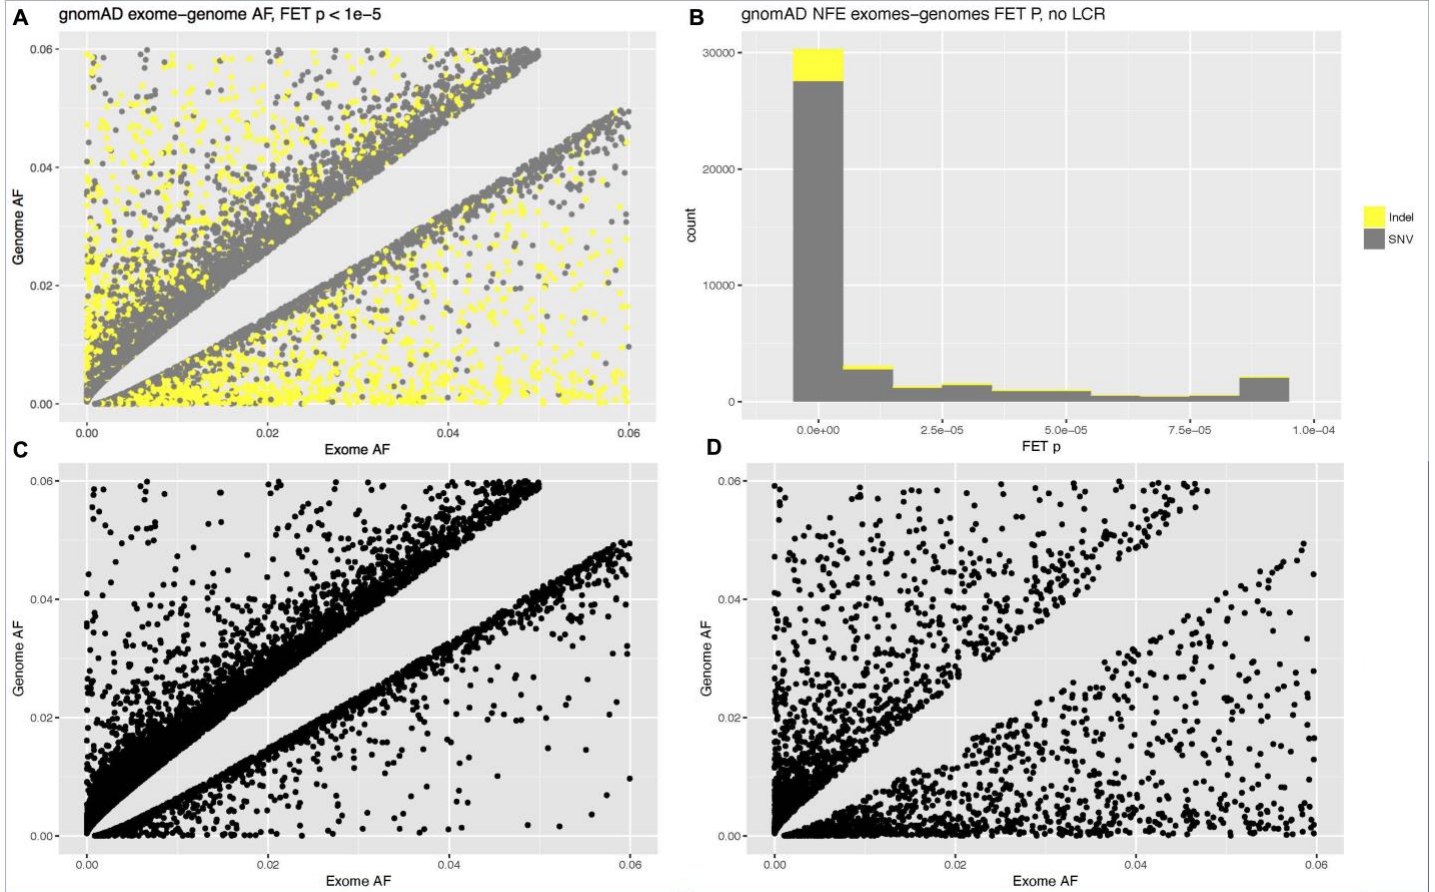 A
gnomAD exome−genome AF, FET p < 1e−5
0.06
0.04
0.02
0.00
Genome AF
0.00
0.02
0.04
0.06
Exome AF
B
gnomAD NFE exomes−genomes FET P, no LCR
30000
20000
10000
0
count
0.0e+00
2.5e−05
5.0e−05
7.5e−05
1.0e−04
FET p
Indel
SNV
C
0.06
0.04
0.02
0.00
Genome AF
0.00
0.02
0.04
0.06
Exome AF
D
0.06
0.04
0.02
0.00
Genome AF
0.00
0.02
0.04
0.06
Exome AF